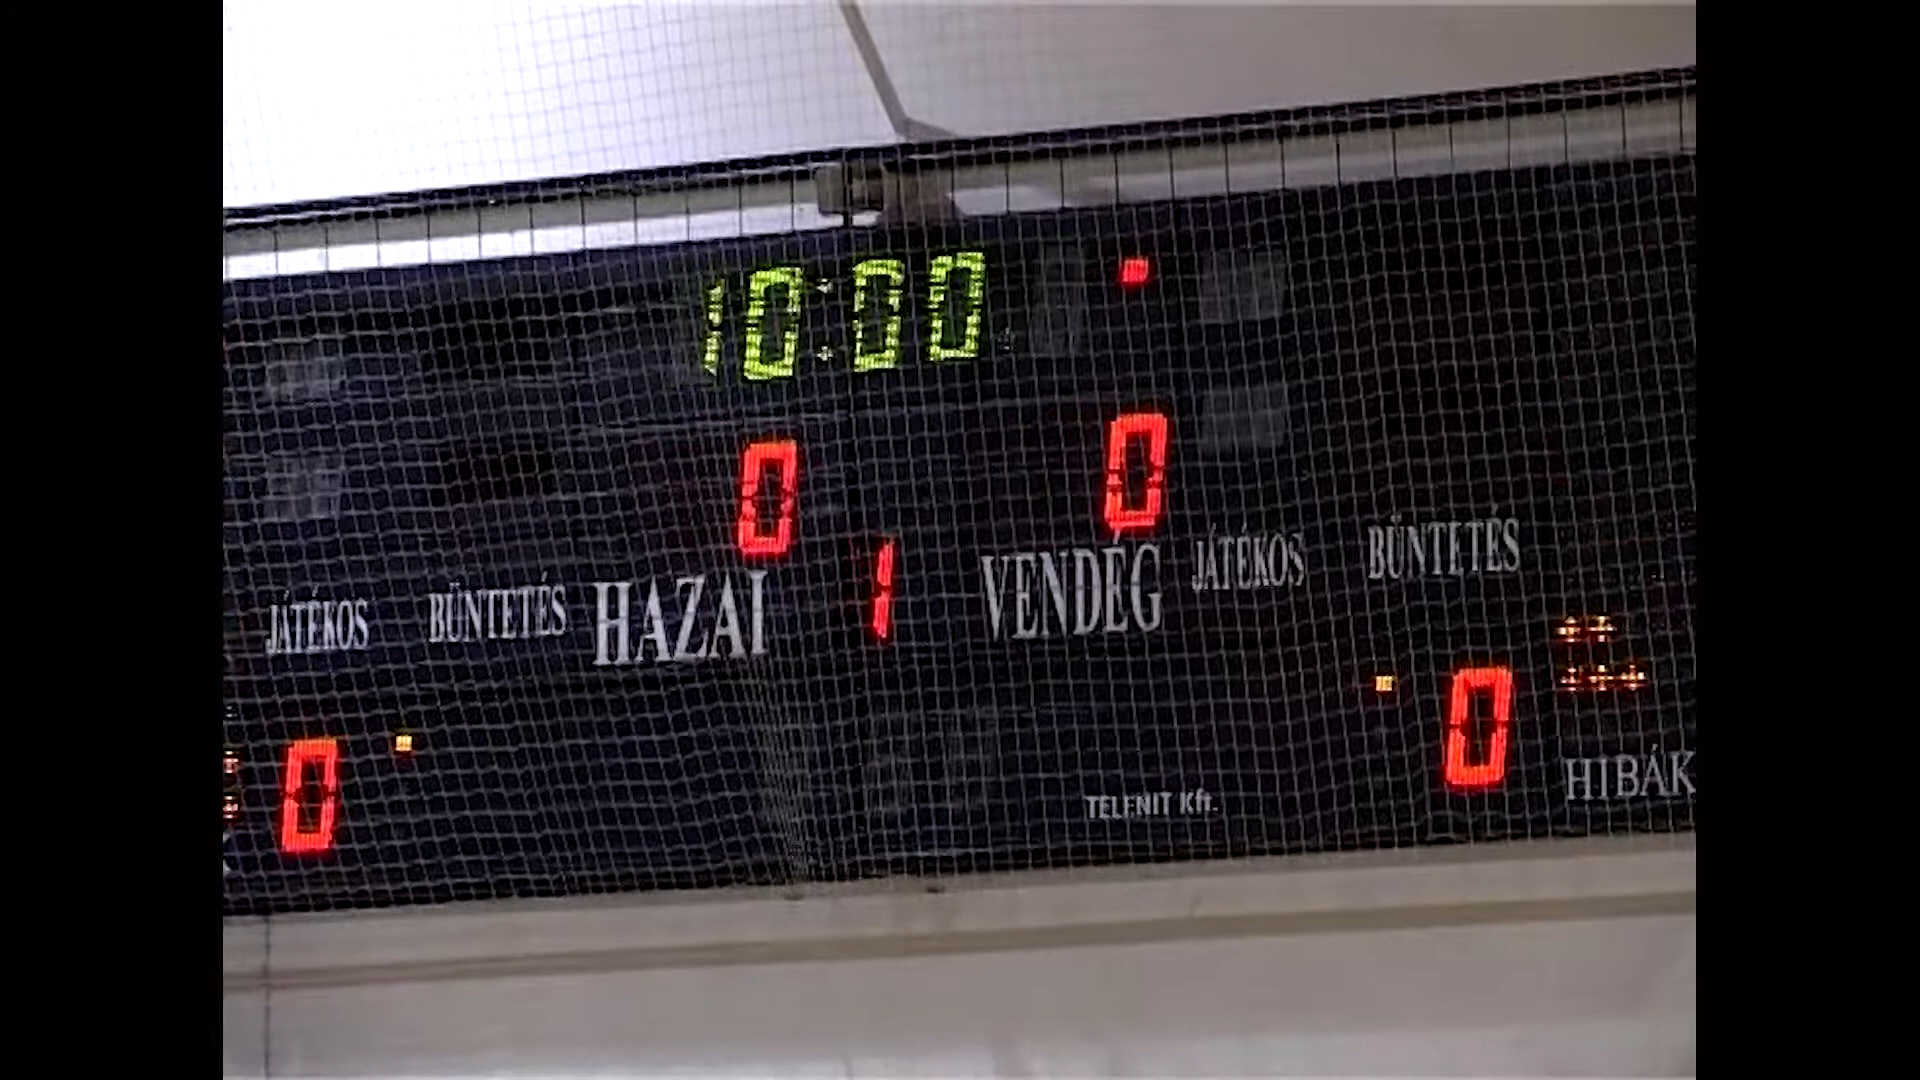 10:00
0 0
1
JÁTÉKOS BÜNTETÉS HAZAI VENDÉG JÁTÉKOS BÜNTETÉS
0 0
TELENIT Kft. HIBÁK